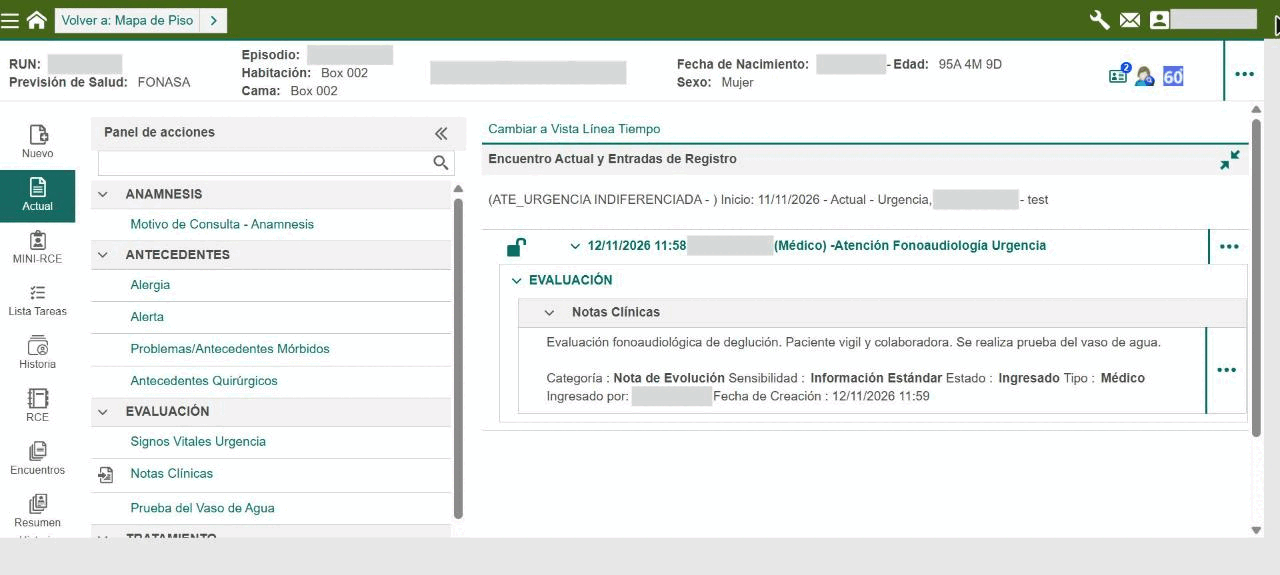 Volver a: Mapa de Piso
RUN:
Previsión de Salud: FONASA
Episodio:
Habitación: Box 002
Cama: Box 002
Fecha de Nacimiento: - Edad: 95A 4M 9D
Sexo: Mujer
2
60
Nuevo
Actual
MINI-RCE
Lista Tareas
Historia
RCE
Encuentros
Resumen
Panel de acciones
ANAMNESIS
Motivo de Consulta - Anamnesis
ANTECEDENTES
Alergia
Alerta
Problemas/Antecedentes Mórbidos
Antecedentes Quirúrgicos
EVALUACIÓN
Signos Vitales Urgencia
Notas Clínicas
Prueba del Vaso de Agua
TRATAMIENTO
Cambiar a Vista Línea Tiempo
Encuentro Actual y Entradas de Registro
(ATE_URGENCIA INDIFERENCIADA - ) Inicio: 11/11/2026 - Actual - Urgencia, - test
12/11/2026 11:58 (Médico) -Atención Fonoaudiología Urgencia
EVALUACIÓN
Notas Clínicas
Evaluación fonoaudiológica de deglución. Paciente vigil y colaboradora. Se realiza prueba del vaso de agua.
Categoría : Nota de Evolución Sensibilidad : Información Estándar Estado : Ingresado Tipo : Médico
Ingresado por: Fecha de Creación : 12/11/2026 11:59